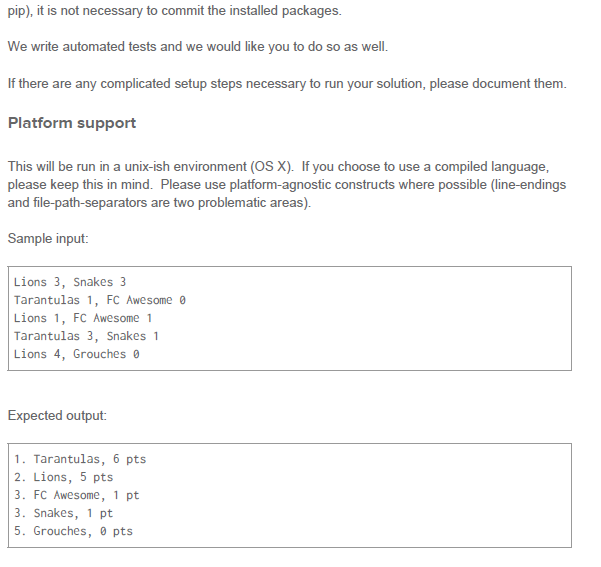 pip), it is not necessary to commit the installed packages.
We write automated tests and we would like you to do so as well.
If there are any complicated setup steps necessary to run your solution, please document them.
Platform support
This will be run in a unix-ish environment (OS X).  If you choose to use a compiled language,
please keep this in mind.  Please use platform-agnostic constructs where possible (line-endings
and file-path-separators are two problematic areas).
Sample input:
Lions 3, Snakes 3
Tarantulas 1, FC Awesome 0
Lions 1, FC Awesome 1
Tarantulas 3, Snakes 1
Lions 4, Grouches 0
Expected output:
1. Tarantulas, 6 pts
2. Lions, 5 pts
3. FC Awesome, 1 pt
3. Snakes, 1 pt
5. Grouches, 0 pts